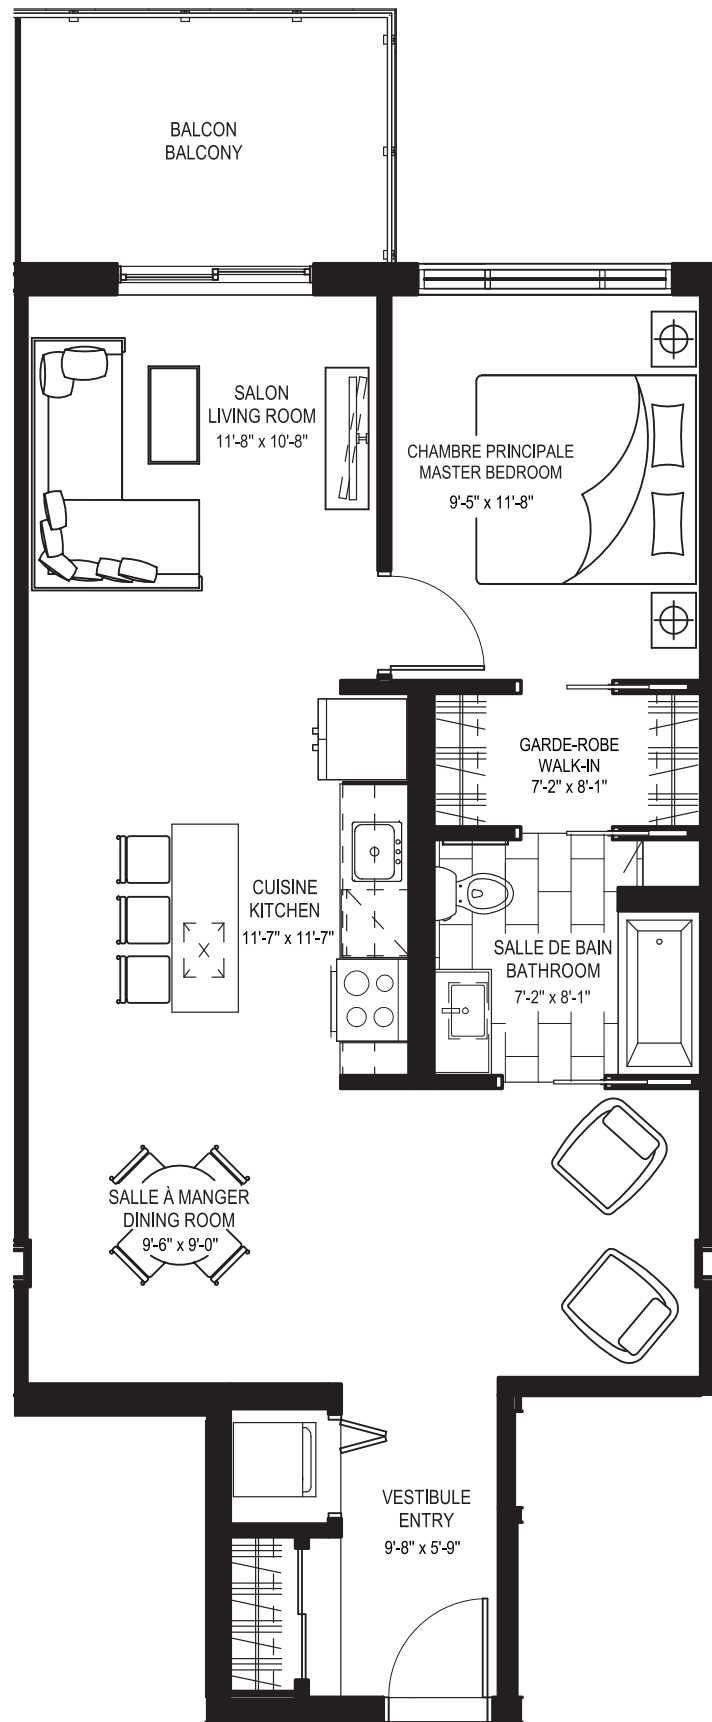 BALCON
BALCONY
SALON
LIVING ROOM
11'-8" x 10'-8"
CHAMBRE PRINCIPALE
MASTER BEDROOM
9'-5" x 11'-8"
GARDE-ROBE
WALK-IN
7'-2" x 8'-1"
CUISINE
KITCHEN
11'-7" x 11'-7"
SALLE DE BAIN
BATHROOM
7'-2" x 8'-1"
SALLE À MANGER
DINING ROOM
9'-6" x 9'-0"
VESTIBULE
ENTRY
9'-8" x 5'-9"